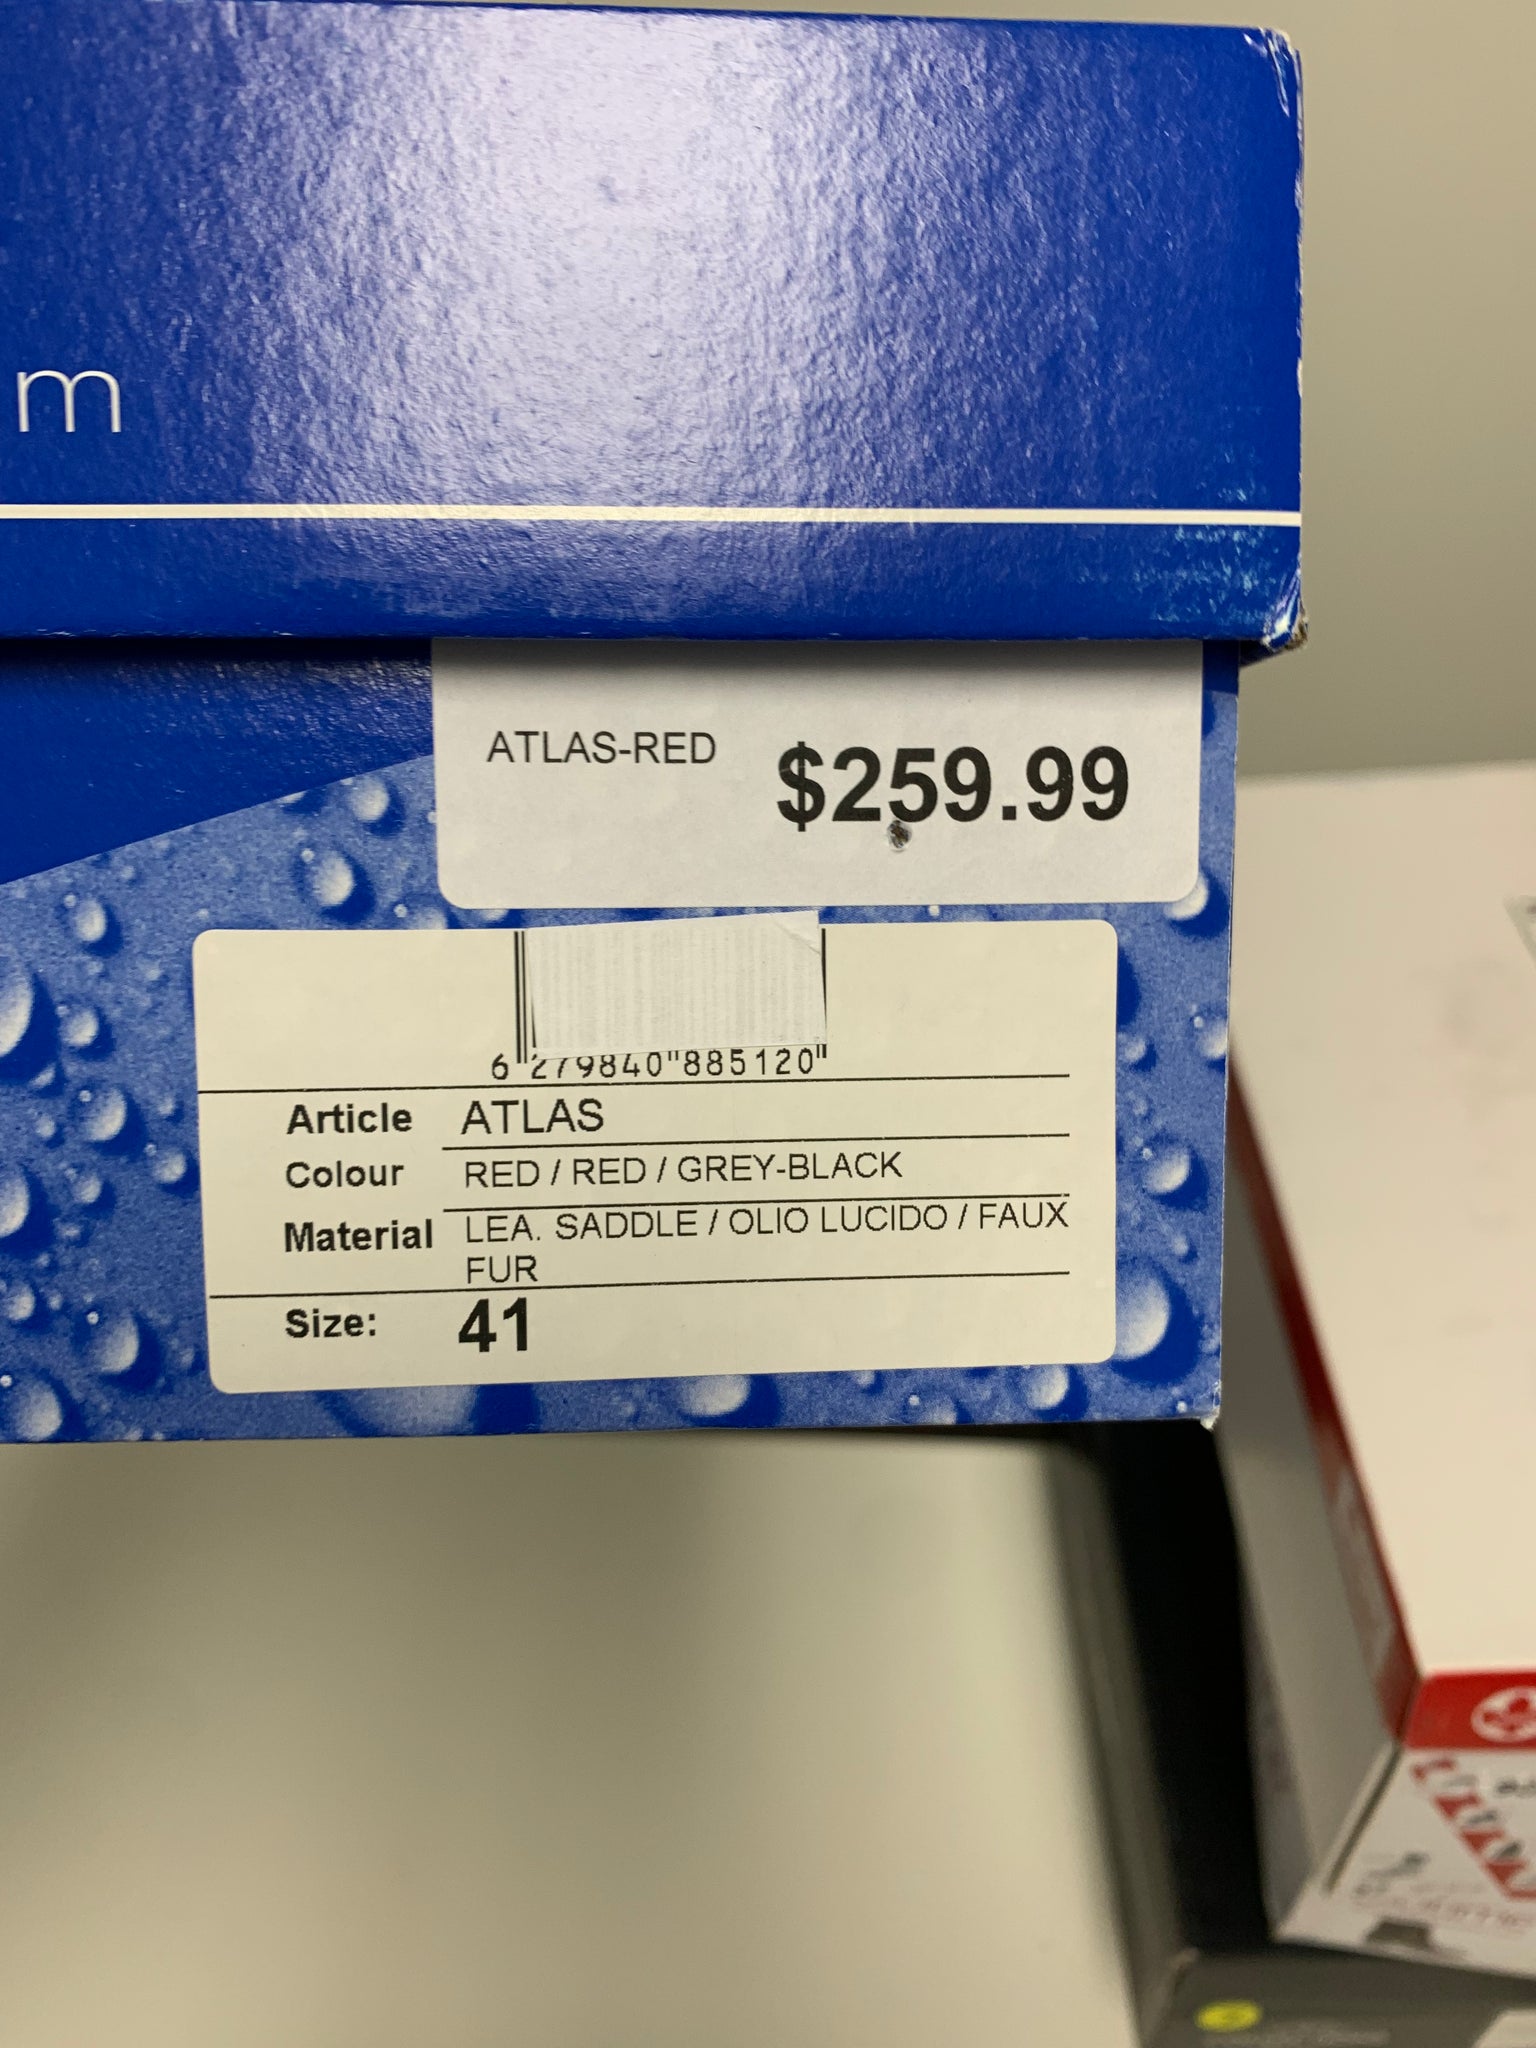 m
ATLAS-RED $259.99
6 279840 885120
Article ATLAS
Colour RED / RED / GREY-BLACK
Material LEA. SADDLE / OLIO LUCIDO / FAUX
FUR
Size: 41